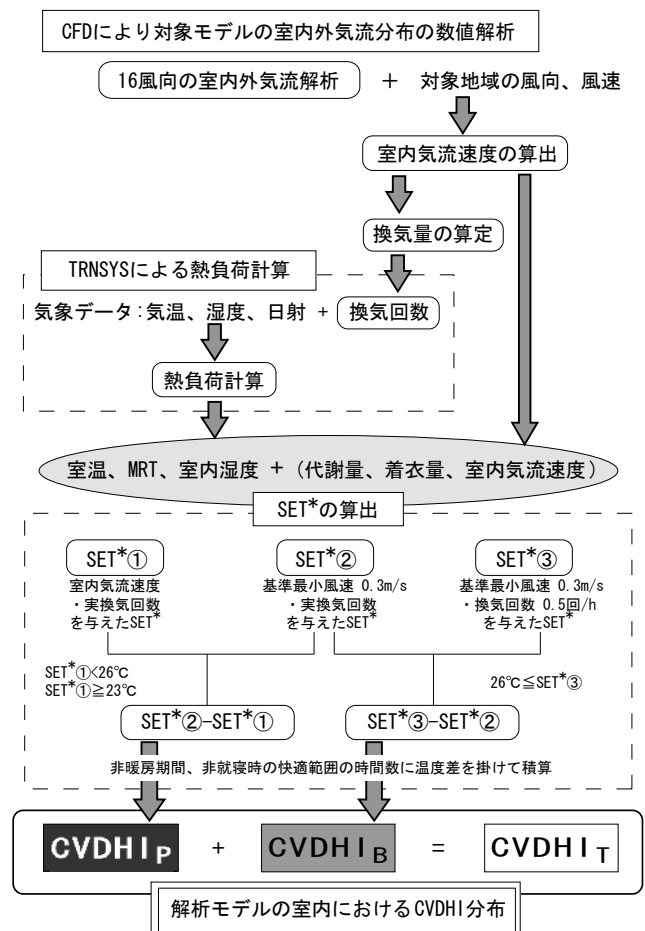 CFDにより対象モデルの室内外気流分布の数値解析
16風向の室内外気流解析 + 対象地域の風向、風速
室内気流速度の算出
換気量の算定
TRNSYSによる熱負荷計算
気象データ:気温、湿度、日射 + 換気回数
熱負荷計算
室温、MRT、室内湿度 + (代謝量、着衣量、室内気流速度)
SET*の算出
SET*① SET*② SET*③
室内気流速度 基準最小風速 0.3m/s 基準最小風速 0.3m/s
・実換気回数 ・実換気回数 ・換気回数 0.5回/h
を与えたSET* を与えたSET* を与えたSET*
SET*①<26℃
SET*①≧23℃ 26℃≦SET*③
SET*②-SET*① SET*③-SET*②
非暖房期間、非就寝時の快適範囲の時間数に温度差を掛けて積算
CVDHIP + CVDHIB = CVDHIT
解析モデルの室内におけるCVDHI分布